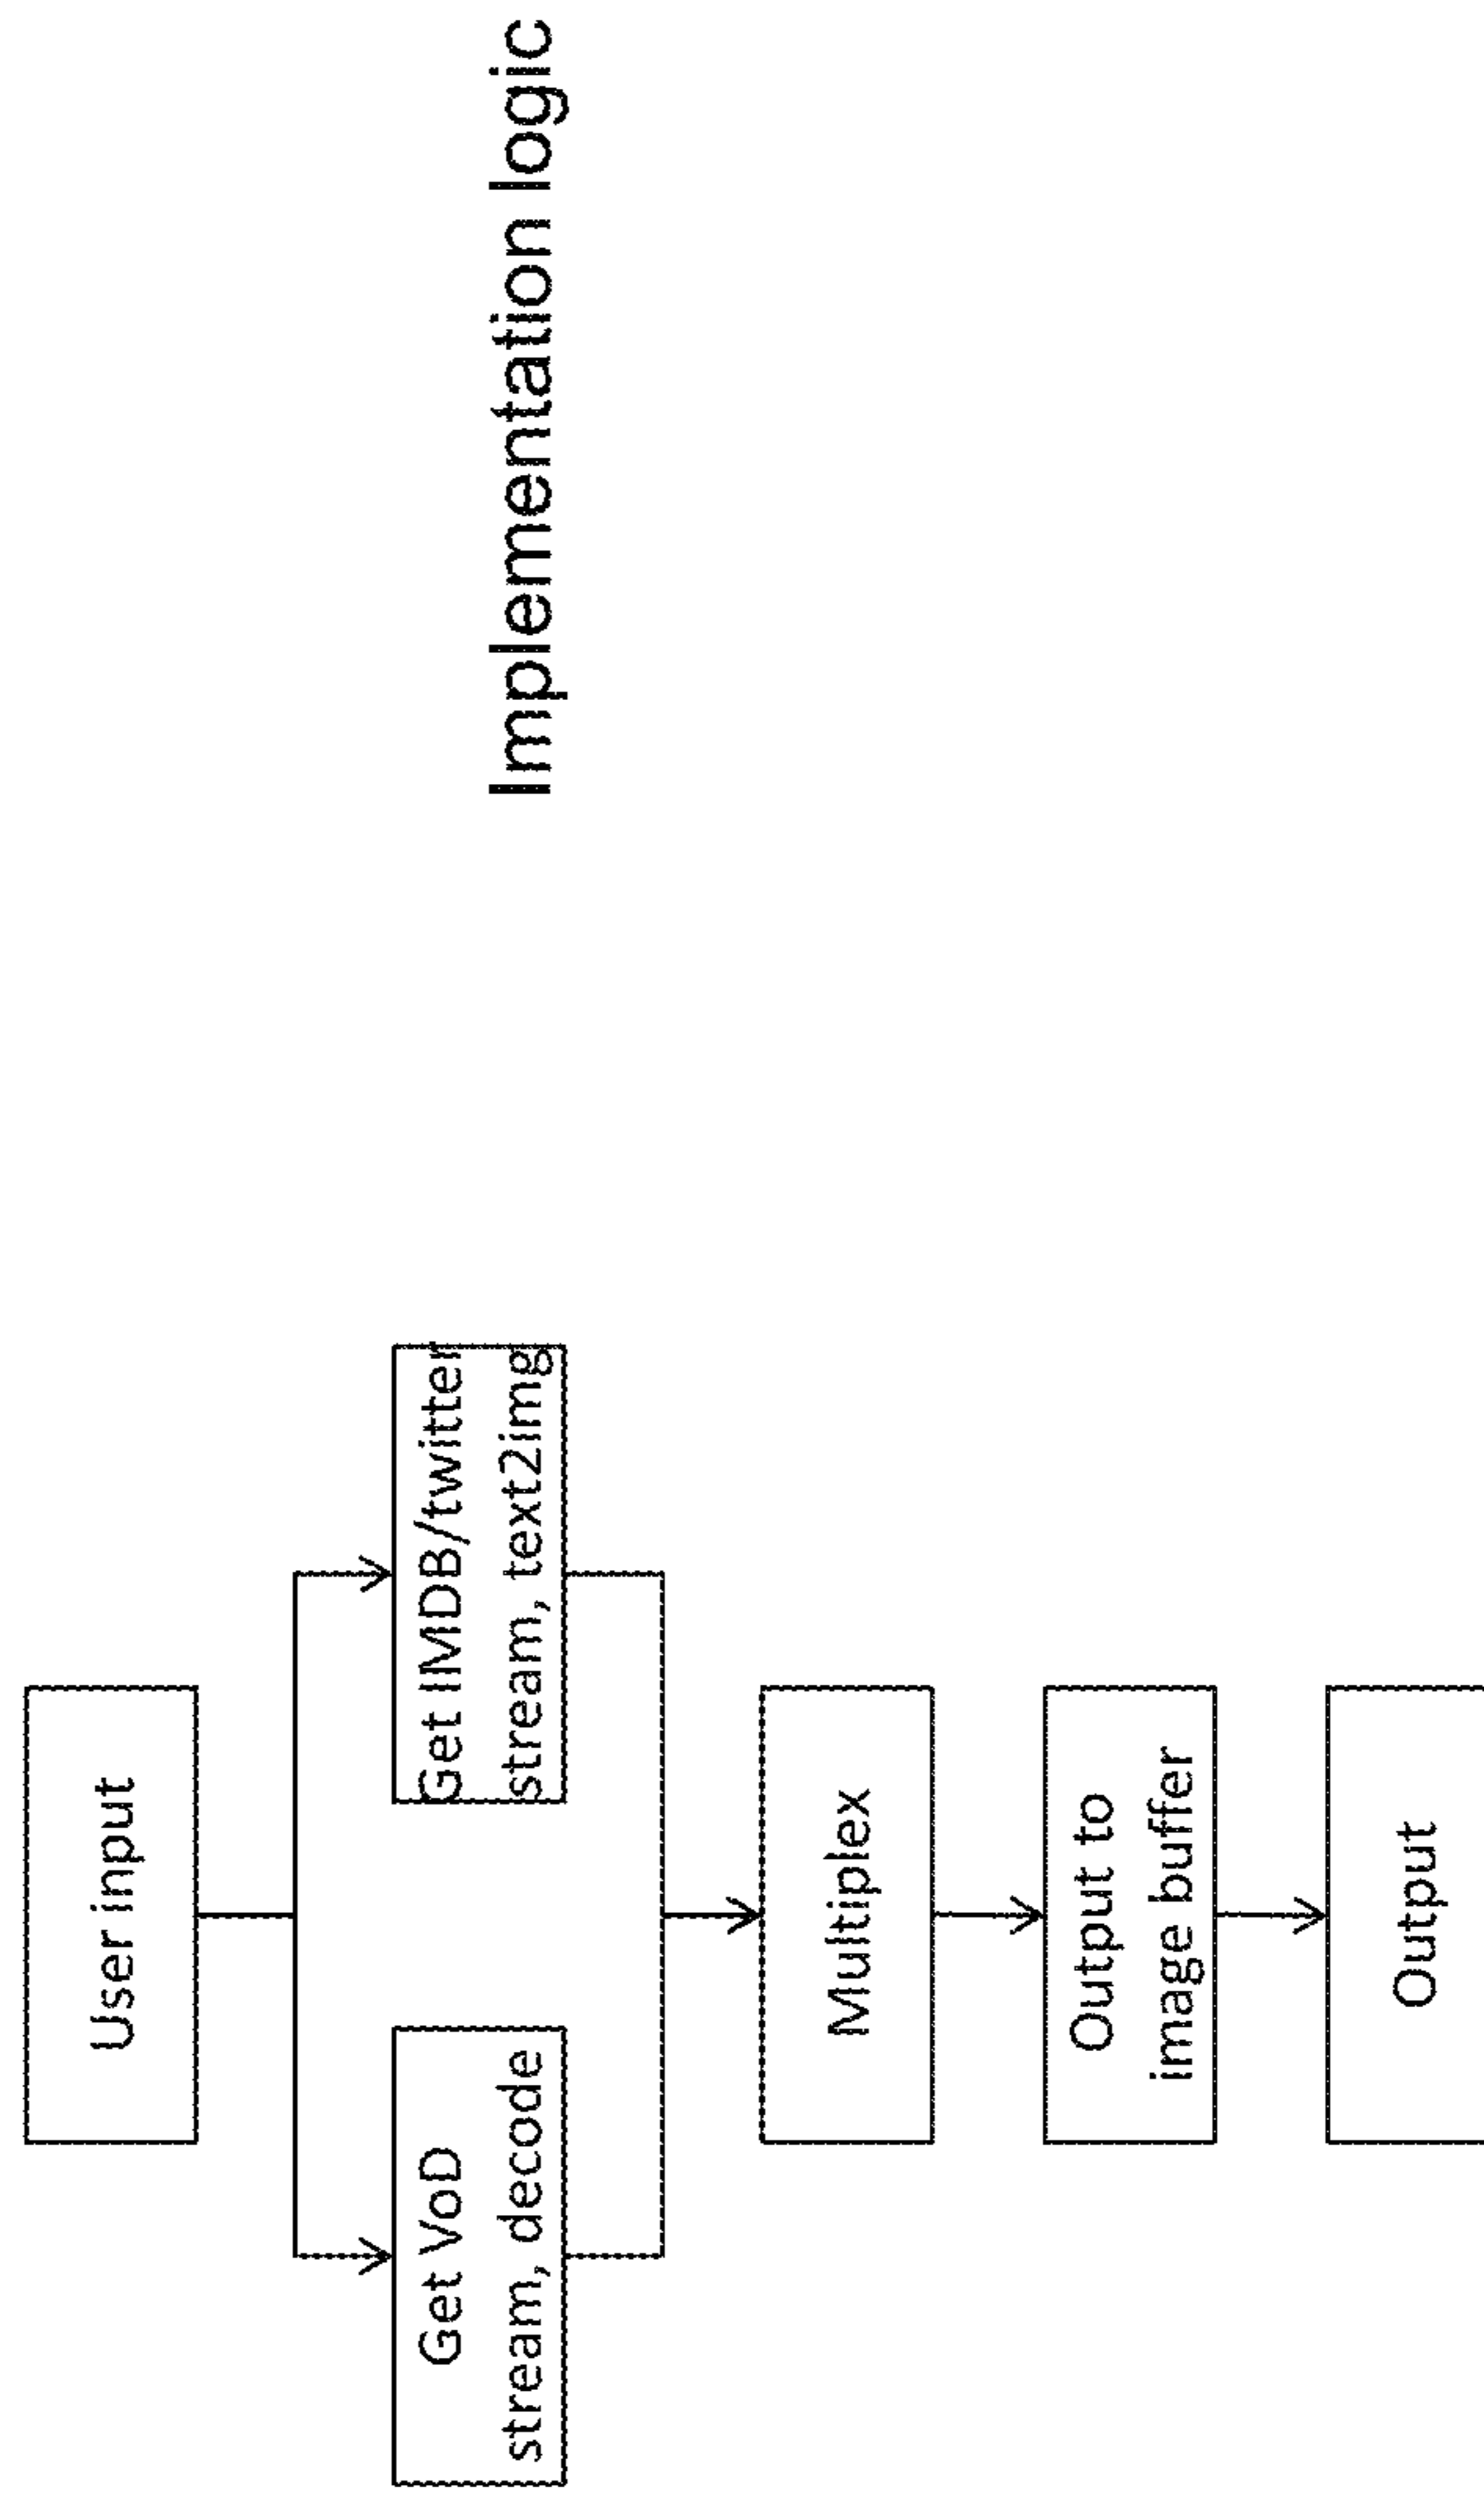 User input
Get VoD
stream, decode
Get IMDB/twitter
stream, text2img
Implementation logic
Multiplex
Output to
image buffer
Output